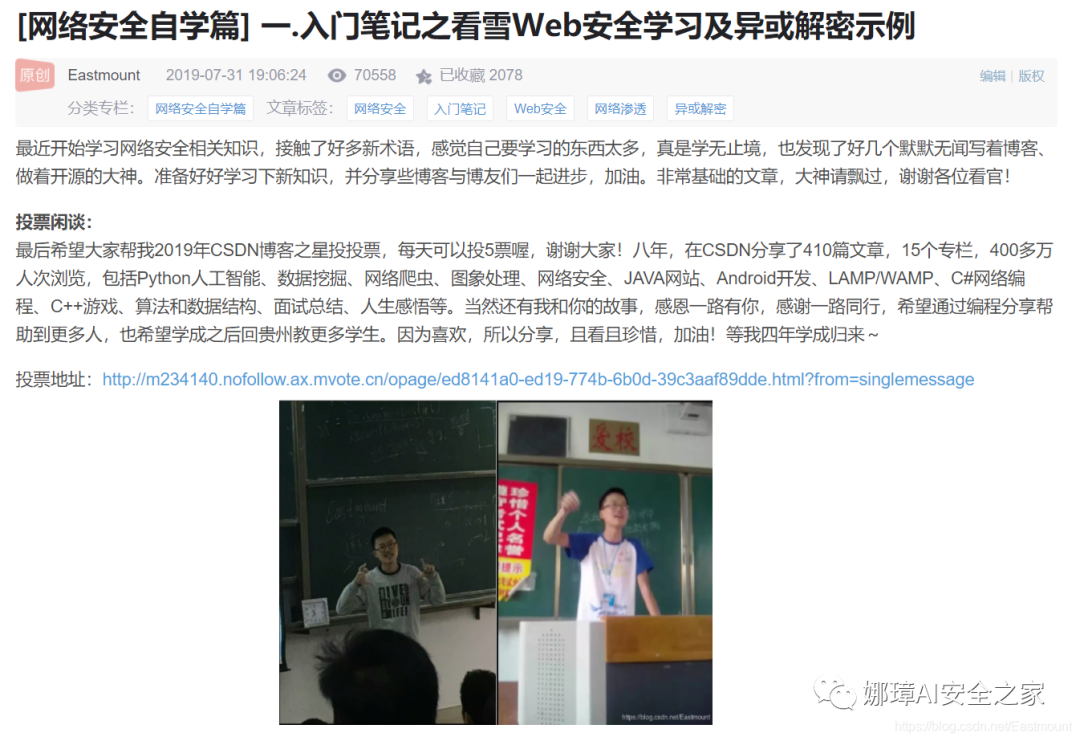 [网络安全自学篇] 一.入门笔记之看雪Web安全学习及异或解密示例
原创 Eastmount 2019-07-31 19:06:24 70558 已收藏 2078 编辑 | 版权
分类专栏： 网络安全自学篇 文章标签： 网络安全 入门笔记 Web安全 网络渗透 异或解密
最近开始学习网络安全相关知识，接触了好多新术语，感觉自己要学习的东西太多，真是学无止境，也发现了好几个默默无闻写着博客、
做着开源的大神。准备好好学习下新知识，并分享些博客与博友们一起进步，加油。非常基础的文章，大神请飘过，谢谢各位看官！
投票闲谈：
最后希望大家帮我2019年CSDN博客之星投投票，每天可以投5票喔，谢谢大家！八年，在CSDN分享了410篇文章，15个专栏，400多万
人次浏览，包括Python人工智能、数据挖掘、网络爬虫、图象处理、网络安全、JAVA网站、Android开发、LAMP/WAMP、C#网络编
程、C++游戏、算法和数据结构、面试总结、人生感悟等。当然还有我和你的故事，感恩一路有你，感谢一路同行，希望通过编程分享帮
助到更多人，也希望学成之后回贵州教更多学生。因为喜欢，所以分享，且看且珍惜，加油！等我四年学成归来~
投票地址：http://m234140.nofollow.ax.mvote.cn/opage/ed8141a0-ed19-774b-6b0d-39c3aaf89dde.html?from=singlemessage
爱校
Eastmount
珍惜个人名誉
提示
https://blog.csdn.net/Eastmount
娜璋AI安全之家
https://blog.csdn.net/Eastmount